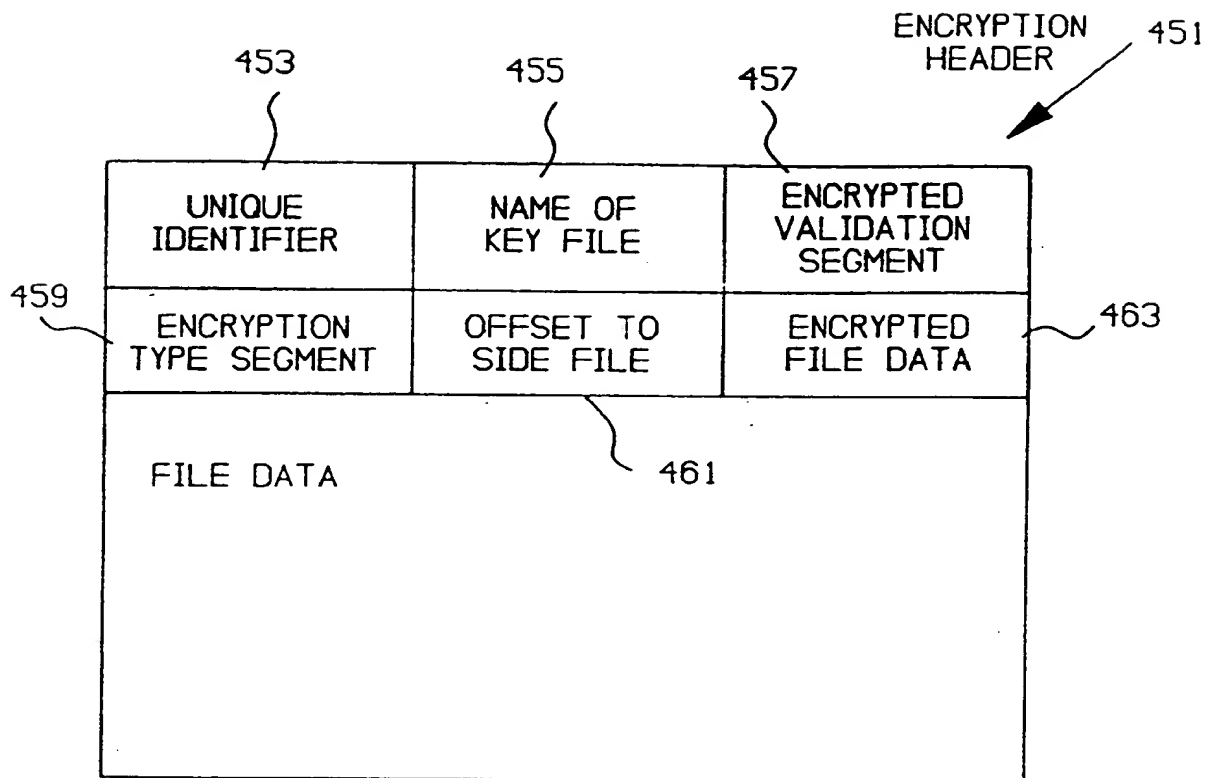 ENCRYPTION
HEADER
451
453
455
457
UNIQUE
IDENTIFIER
NAME OF
KEY FILE
ENCRYPTED
VALIDATION
SEGMENT
459
ENCRYPTION
TYPE SEGMENT
OFFSET TO
SIDE FILE
ENCRYPTED
FILE DATA
463
461
FILE DATA